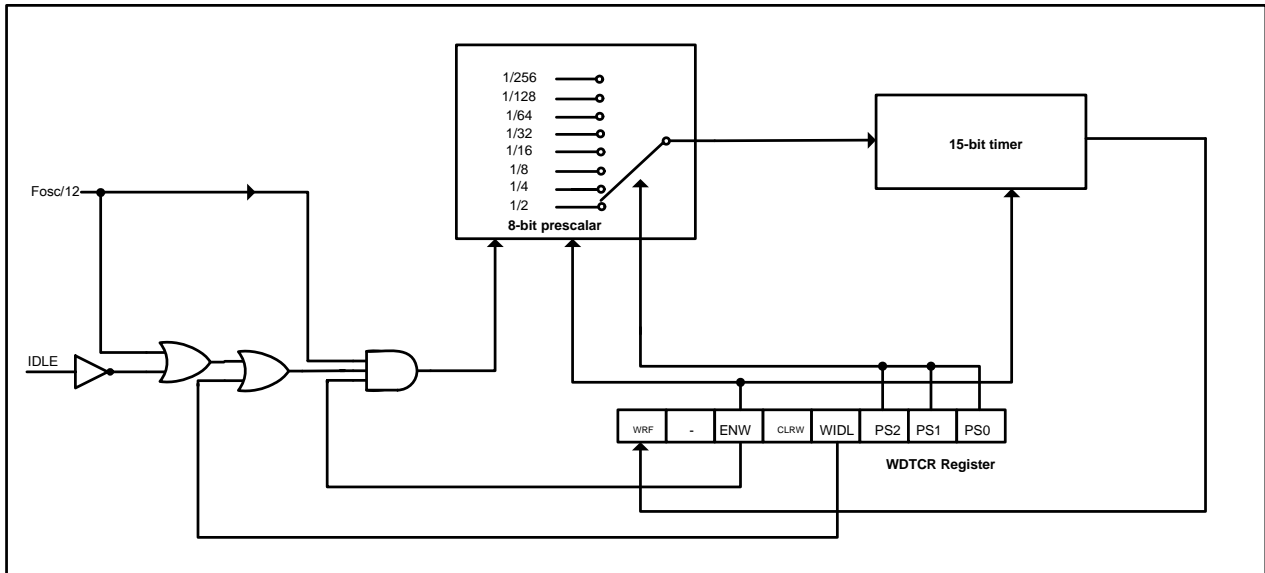 1/256
1/128
1/64
1/32
1/16
1/8
1/4
1/2
8-bit prescalar
15-bit timer
Fosc/12
IDLE
WRF - ENW CLRW WIDL PS2 PS1 PS0
WDTCR Register